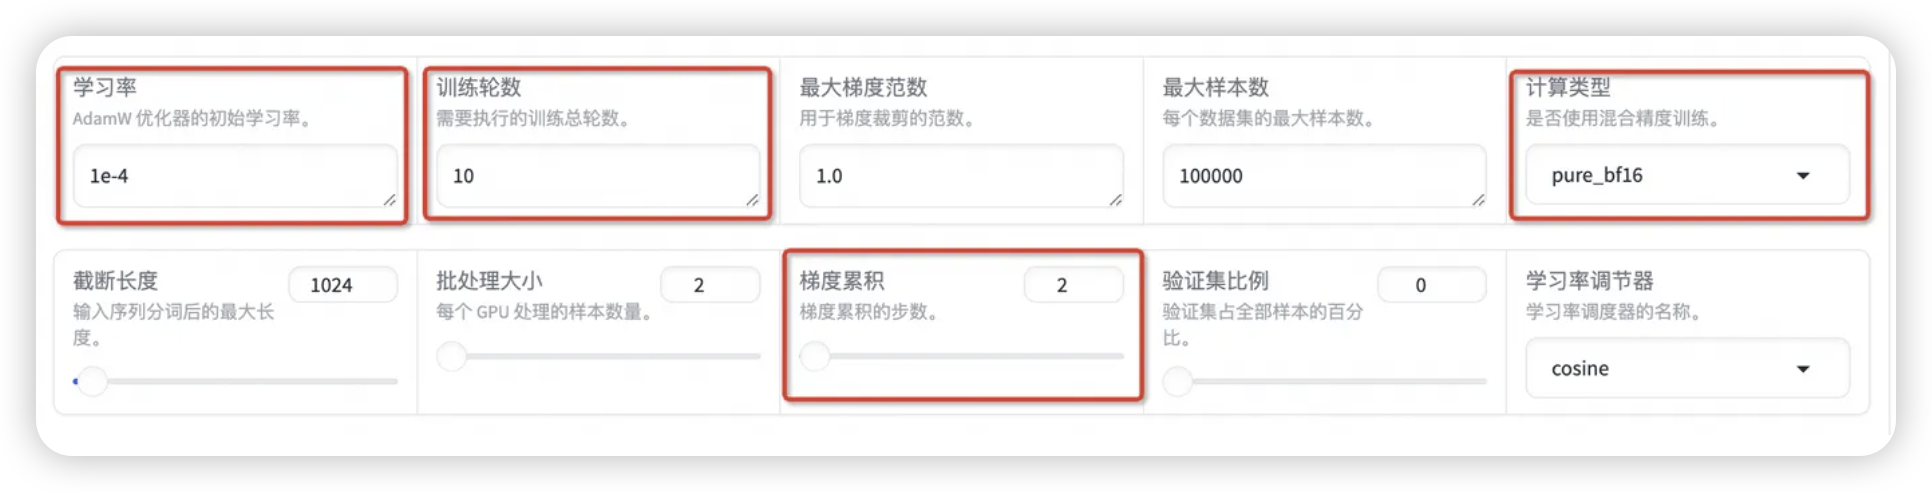 学习率
AdamW 优化器的初始学习率。
1e-4
训练轮数
需要执行的训练总轮数。
10
最大梯度范数
用于梯度裁剪的范数。
1.0
最大样本数
每个数据集的最大样本数。
100000
计算类型
是否使用混合精度训练。
pure_bf16
截断长度
1024
输入序列分词后的最大长
度。
批处理大小
2
每个 GPU 处理的样本数量。
梯度累积
2
梯度累积的步数。
验证集比例
0
验证集占全部样本的百分
比。
学习率调节器
学习率调度器的名称。
cosine